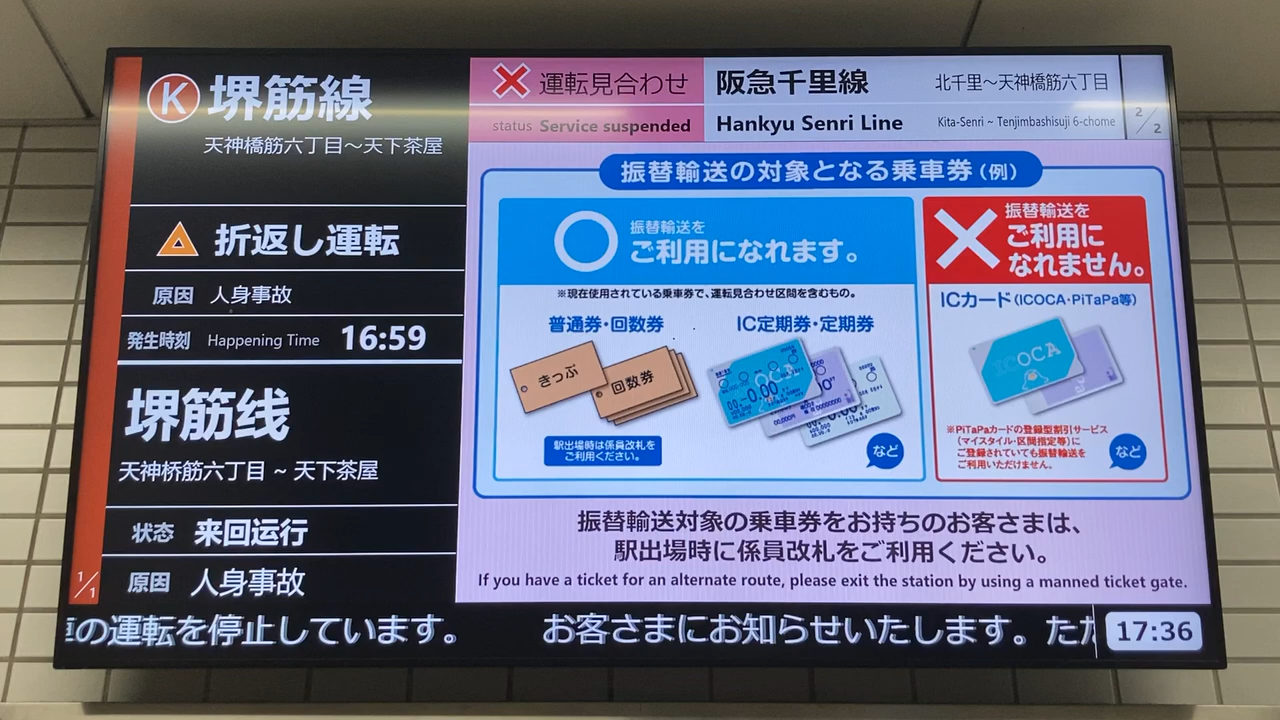 K 堺筋線
天神橋筋六丁目～天下茶屋
折返し運転
原因 人身事故
発生時刻 Happening Time 16:59
堺筋线
天神桥筋六丁目 ~ 天下茶屋
状态 来回运行
原因 人身事故
1/1
運転見合わせ
status Service suspended
阪急千里線 北千里～天神橋筋六丁目
Hankyu Senri Line Kita-Senri ~ Tenjimbashisuji 6-chome
2/2
振替輸送の対象となる乗車券（例）
振替輸送を
ご利用になれます。
※現在使用されている乗車券で、運転見合わせ区間を含むもの。
普通券・回数券
IC定期券・定期券
きっぷ
回数券
駅出場時は係員改札を
ご利用ください。
など
振替輸送を
ご利用に
なれません。
ICカード（ICOCA・PiTaPa等）
ICOCA
※PiTaPaカードの登録型割引サービス
（マイスタイル・区間指定等）に
ご登録されていても振替輸送を
ご利用いただけません。
など
振替輸送対象の乗車券をお持ちのお客さまは、
駅出場時に係員改札をご利用ください。
If you have a ticket for an alternate route, please exit the station by using a manned ticket gate.
の運転を停止しています。 お客さまにお知らせいたします。ただ
17:36